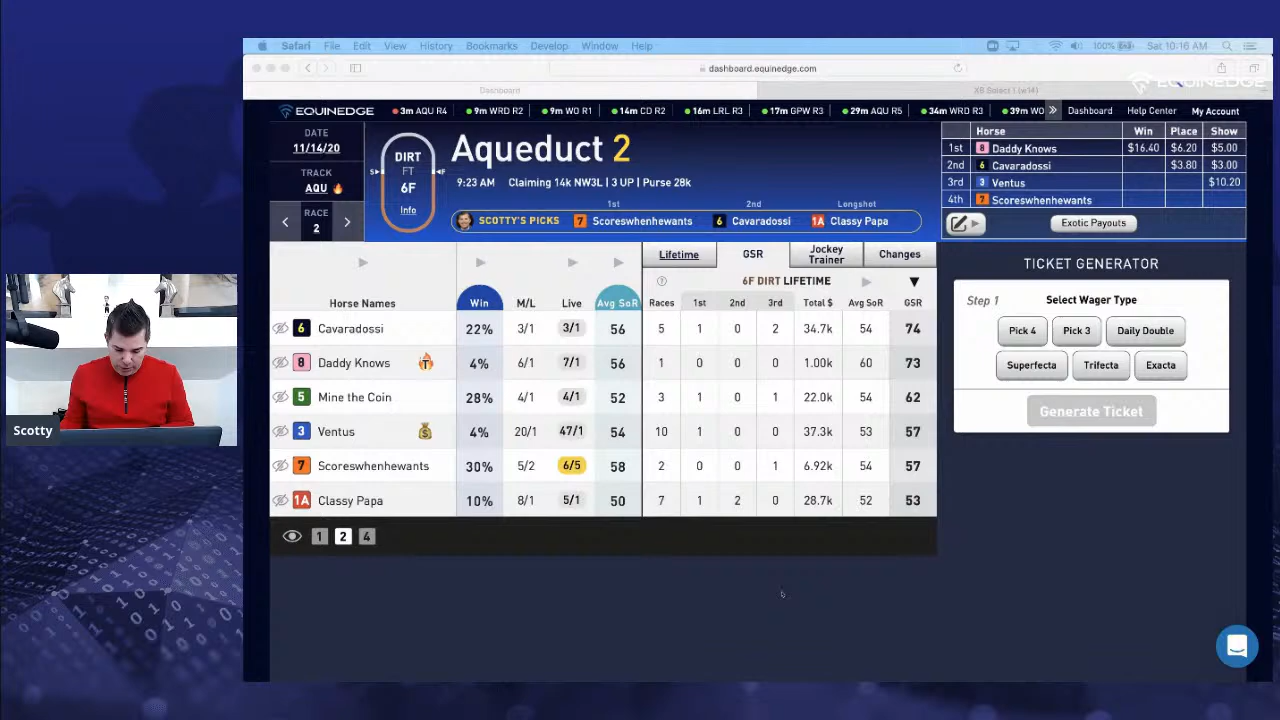 Safari File Edit View History Bookmarks Develop Window Help 100% Sat 10:16 AM
dashboard.equinedge.com
Dashboard XB Select 1 (#914)
EQUINEDGE
EQUINEDGE 3m AQU R4 9m WRD R2 9m WO R1 14m CD R2 16m LRL R3 17m GPW R3 29m AQU R5 34m WRD R3 39m WO Dashboard Help Center My Account
DATE
11/14/20
TRACK
AQU
RACE
2
DIRT
FT
6F
Info
S F
Aqueduct 2
9:23 AM Claiming 14k NW3L | 3 UP | Purse 28k
1st 2nd Longshot
SCOTTY'S PICKS 7 Scoreswhenhewants 6 Cavaradossi 1A Classy Papa
Horse Win Place Show
1st 8 Daddy Knows $16.40 $6.20 $5.00
2nd 6 Cavaradossi $3.80 $3.00
3rd 3 Ventus $10.20
4th 7 Scoreswhenhewants
Exotic Payouts
Lifetime GSR Jockey Trainer Changes
6F DIRT LIFETIME
Horse Names Win M/L Live Avg SoR Races 1st 2nd 3rd Total $ Avg SoR GSR
6 Cavaradossi 22% 3/1 3/1 56 5 1 0 2 34.7k 54 74
8 Daddy Knows T 4% 6/1 7/1 56 1 0 0 0 1.00k 60 73
5 Mine the Coin 28% 4/1 4/1 52 3 1 0 1 22.0k 54 62
3 Ventus $ 4% 20/1 47/1 54 10 1 0 0 37.3k 53 57
7 Scoreswhenhewants 30% 5/2 6/5 58 2 0 0 1 6.92k 54 57
1A Classy Papa 10% 8/1 5/1 50 7 1 2 0 28.7k 52 53
1 2 4
TICKET GENERATOR
Step 1 Select Wager Type
Pick 4 Pick 3 Daily Double
Superfecta Trifecta Exacta
Generate Ticket
Scotty